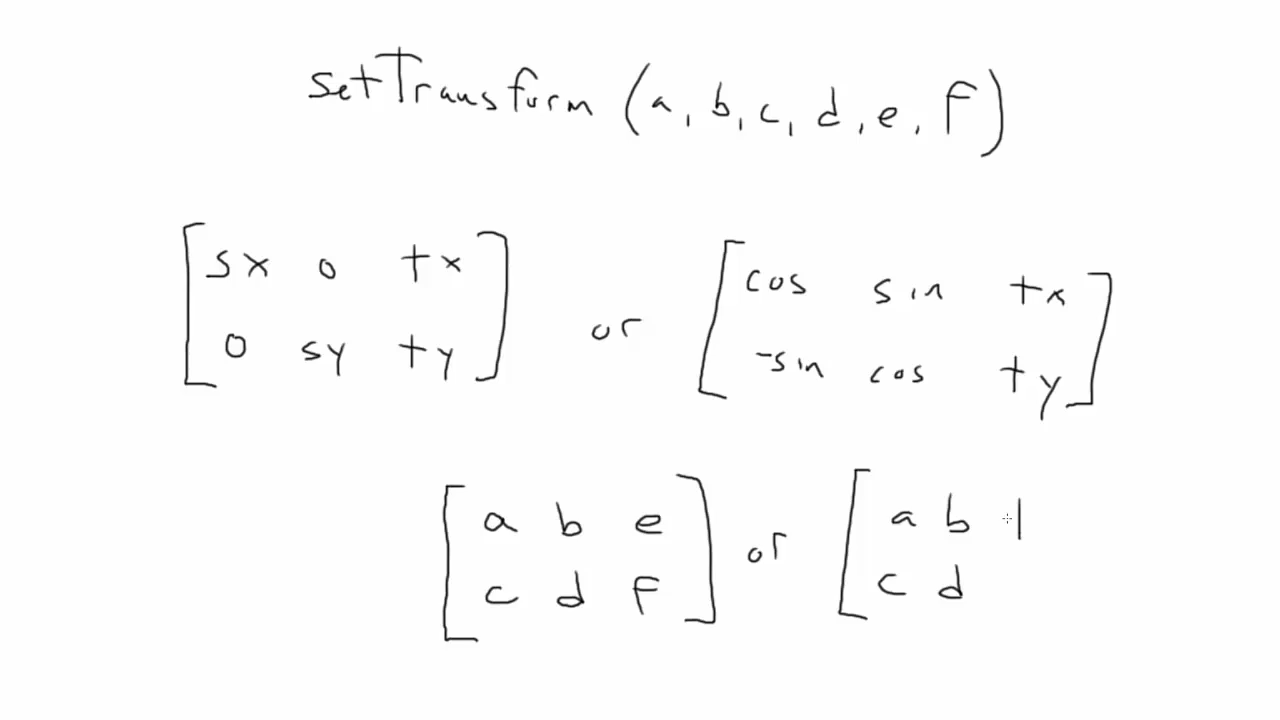 setTransform (a, b, c, d, e, f)
[ sx 0 tx
0 sy ty ]
or
[ cos sin tx
-sin cos ty ]
[ a b e
c d f ]
or
[ a b
c d